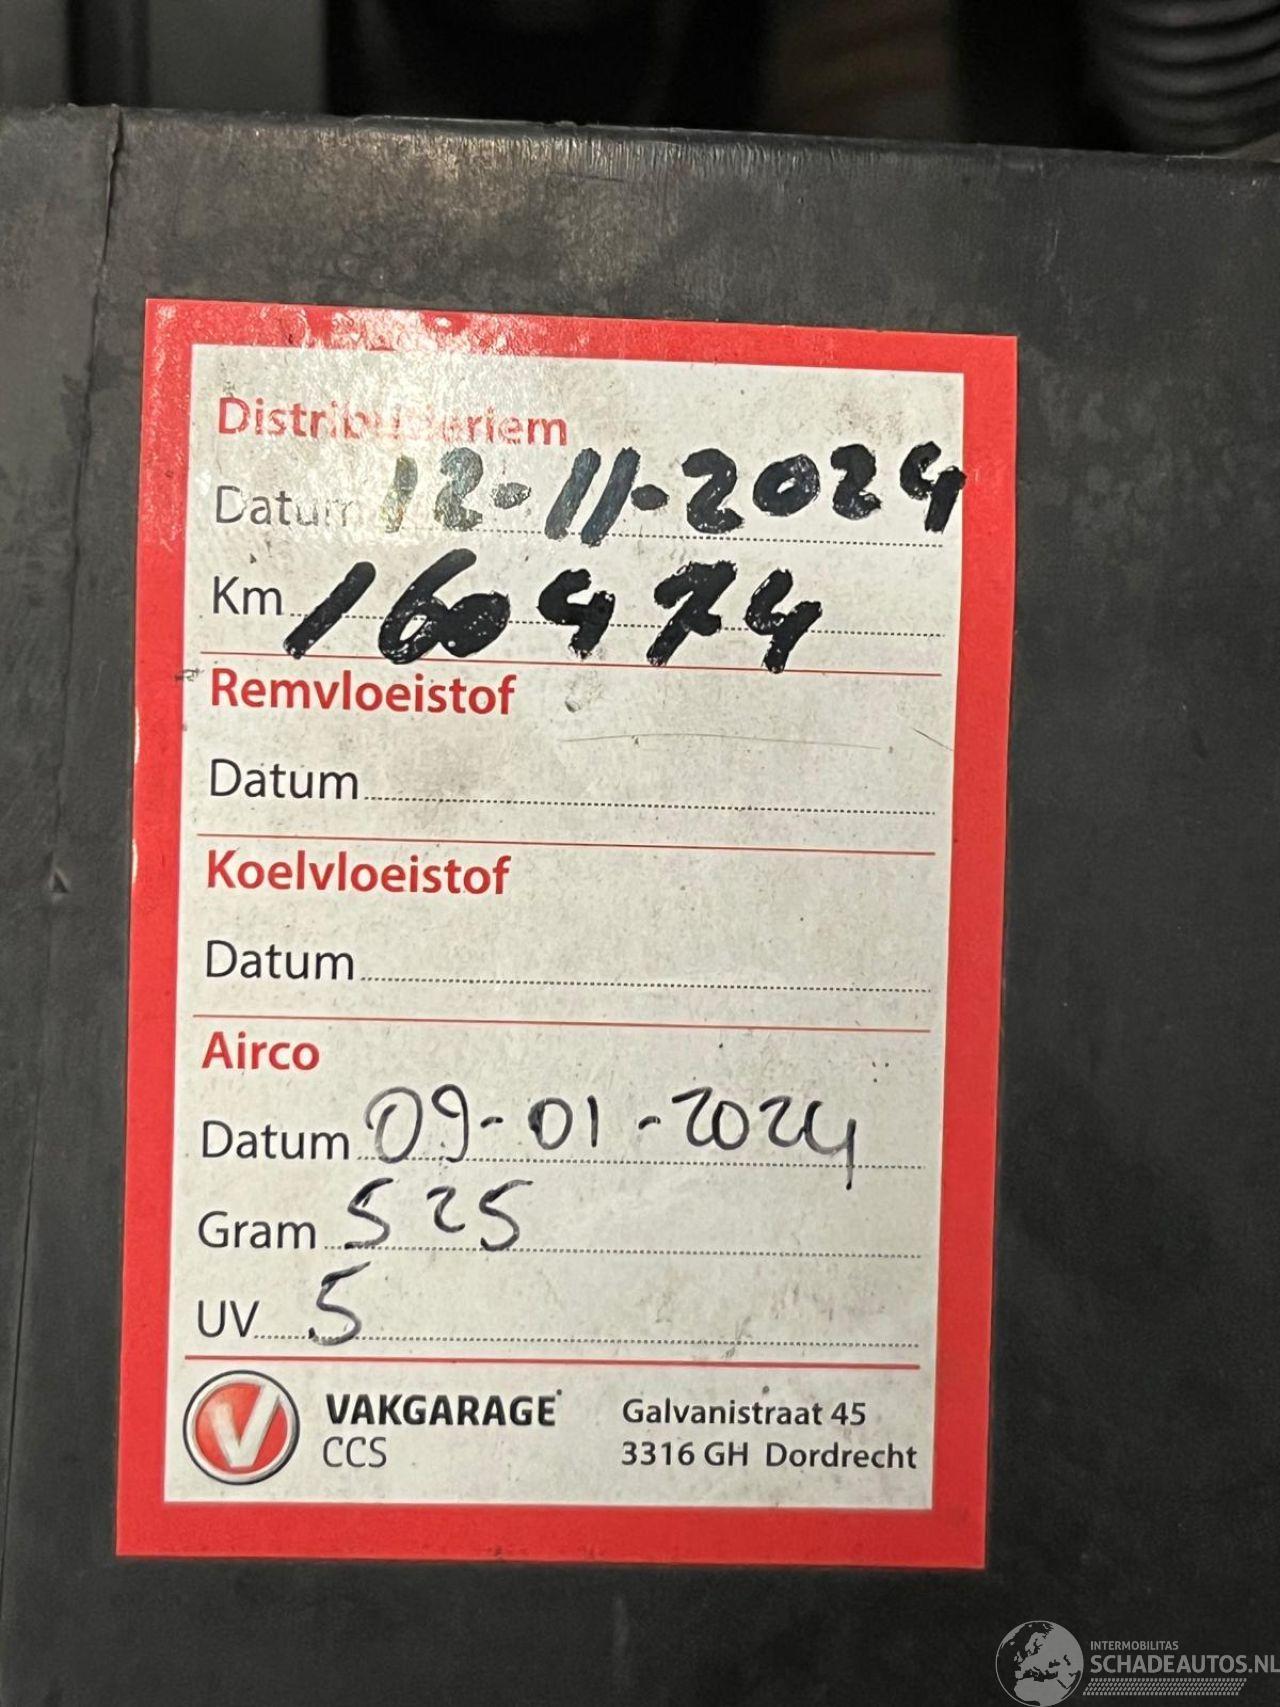 Distributieriem
Datum 12-11-2024
Km 160474
Remvloeistof
Datum
Koelvloeistof
Datum
Airco
Datum 09-01-2024
Gram 525
UV 5
VAKGARAGE
CCS
Galvanistraat 45
3316 GH Dordrecht
INTERMOBILITAS
SCHADEAUTOS.NL